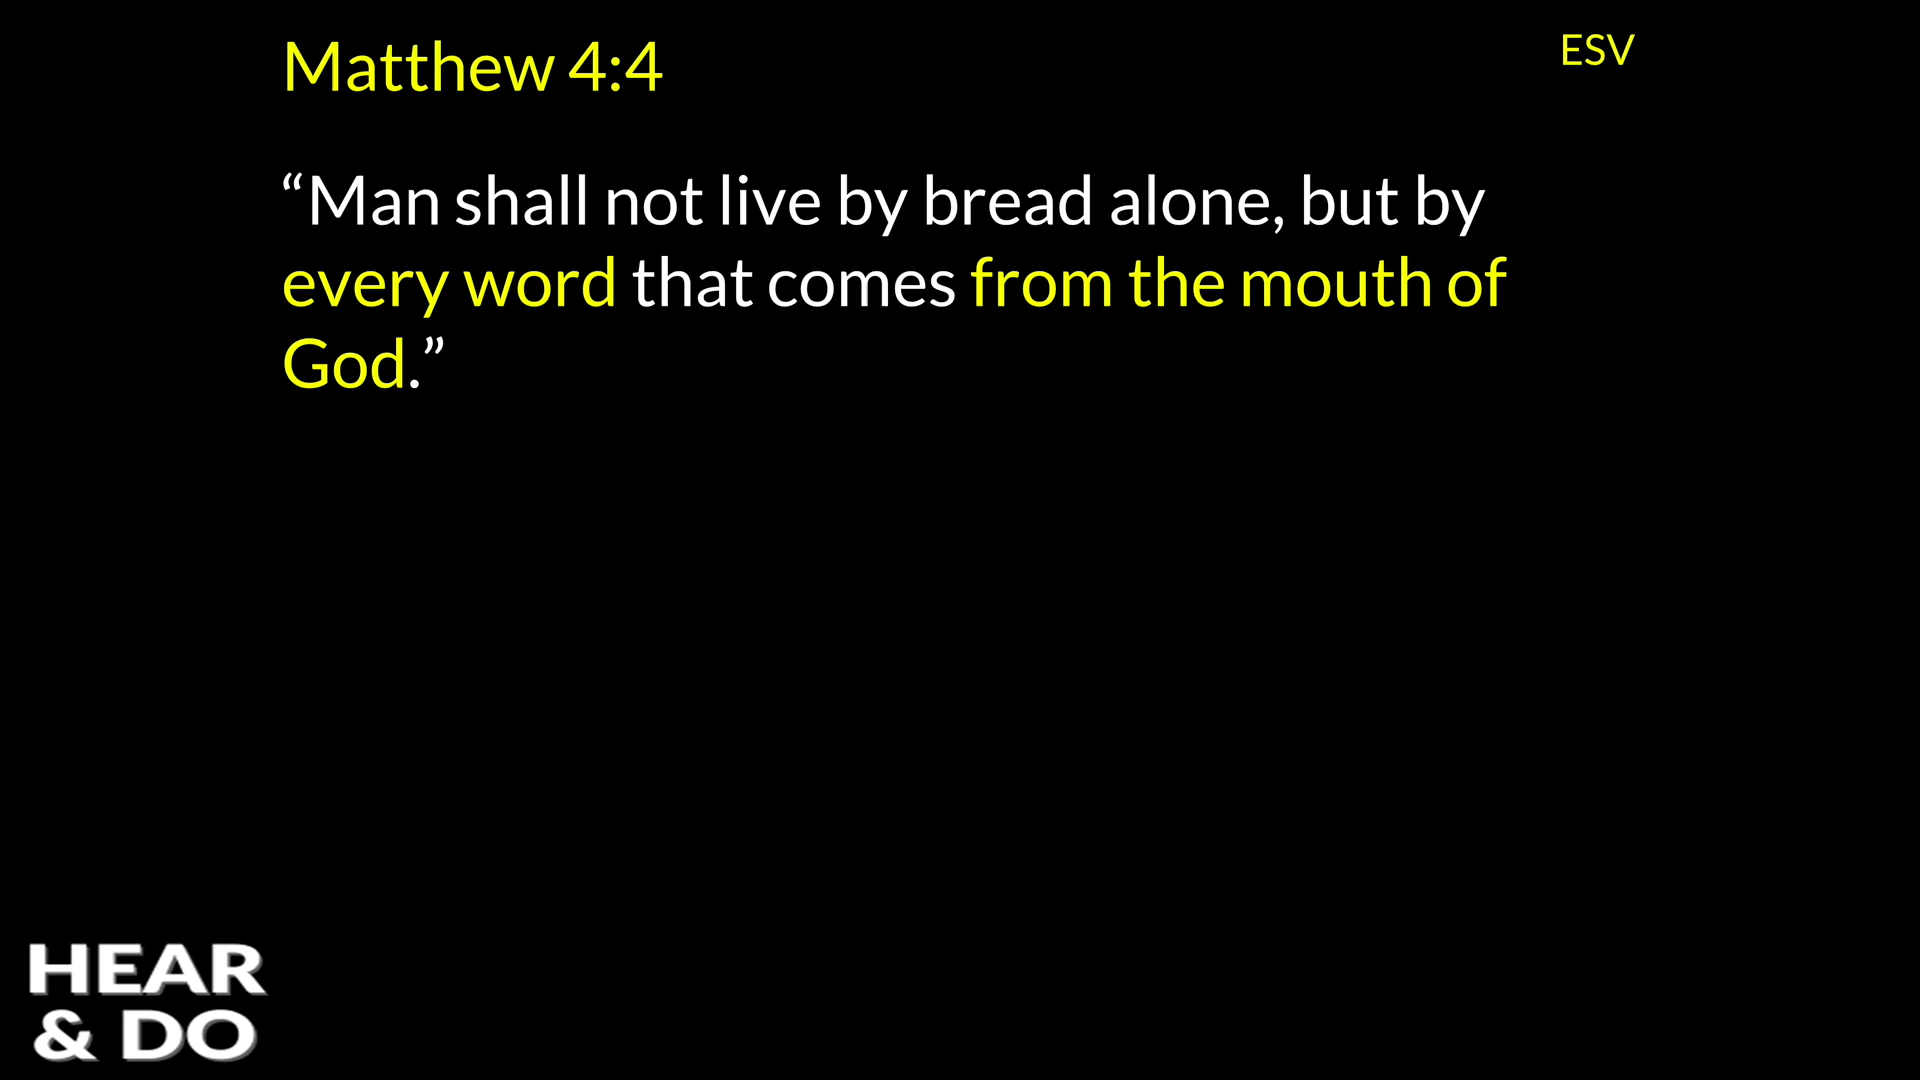 Matthew 4:4
ESV
“Man shall not live by bread alone, but by
every word that comes from the mouth of
God.”
HEAR
& DO